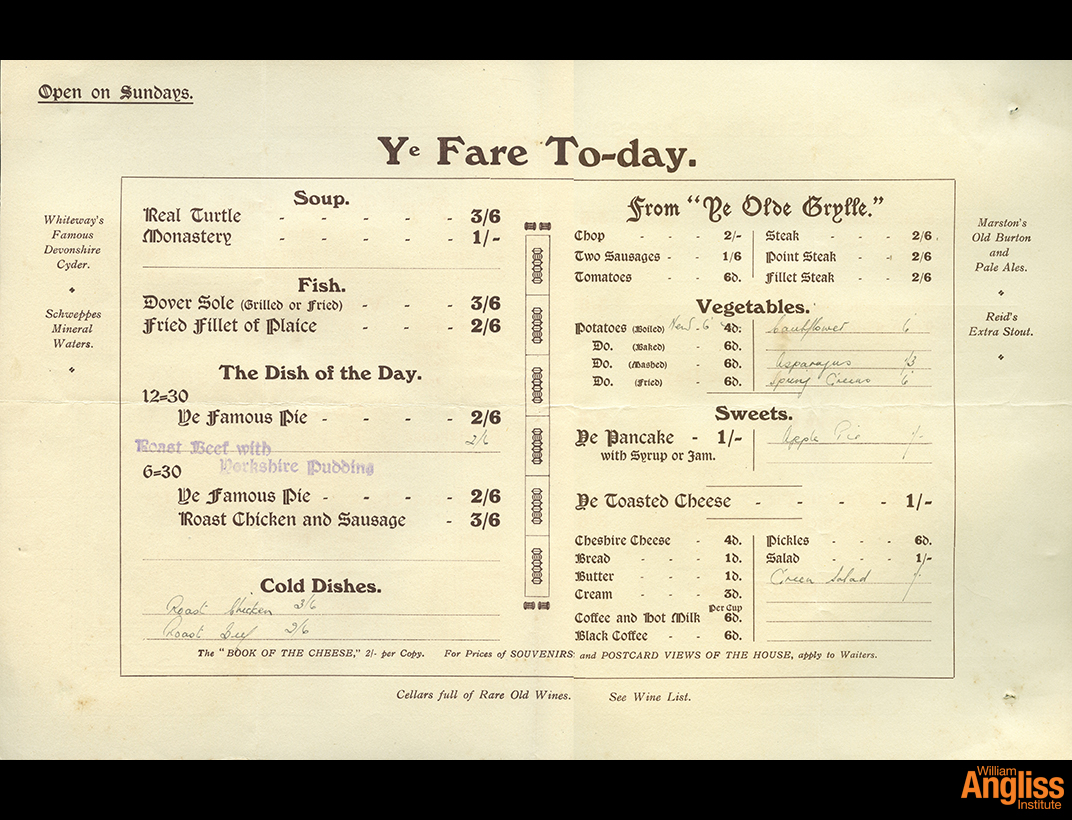 Open on Sundays.
Ye Fare To-day.
Whiteway's
Famous
Devonshire
Cyder.
Schweppes
Mineral
Waters.
Soup.
Real Turtle - - - - - 3/6
Monastery - - - - - 1/-
Fish.
Dover Sole (Grilled or Fried) - - - 3/6
Fried Fillet of Plaice - - - 2/6
The Dish of the Day.
12=30
Ye Famous Pie - - - - 2/6
Roast Beef with 2/6
Yorkshire Pudding
6=30
Ye Famous Pie - - - - 2/6
Roast Chicken and Sausage - 3/6
Cold Dishes.
Roast Chicken 3/6
Roast Beef 2/6
From "Ye Olde Grylle."
Chop - - - 2/-
Two Sausages - - 1/6
Tomatoes - - 6d.
Steak - - - 2/6
Point Steak - - 2/6
Fillet Steak - - 2/6
Vegetables.
Potatoes (Boiled) New - 6 4d.
Do. (Baked) - 6d.
Do. (Mashed) - 6d.
Do. (Fried) - 6d.
Cauliflower 6
Asparagus 1/3
Spring Greens 6
Sweets.
Ye Pancake - 1/-
with Syrup or Jam.
Apple Pie 1/-
Ye Toasted Cheese - - - - 1/-
Cheshire Cheese - - 4d.
Bread - - - 1d.
Butter - - - 1d.
Cream - - - 3d.
Per Cup
Coffee and Hot Milk 6d.
Black Coffee - - 6d.
Pickles - - - 6d.
Salad - - - 1/-
Green Salad 1/-
The "BOOK OF THE CHEESE," 2/- per Copy. For Prices of SOUVENIRS and POSTCARD VIEWS OF THE HOUSE, apply to Waiters.
Marston's
Old Burton
and
Pale Ales.
Reid's
Extra Stout.
Cellars full of Rare Old Wines. See Wine List.
William
Angliss
Institute